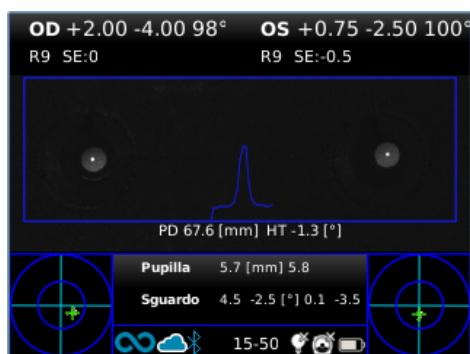 OD +2.00 -4.00 98° OS +0.75 -2.50 100°
R9 SE:0 R9 SE:-0.5
PD 67.6 [mm] HT -1.3 [°]
Pupilla 5.7 [mm] 5.8
Sguardo 4.5 -2.5 [°] 0.1 -3.5
15-50